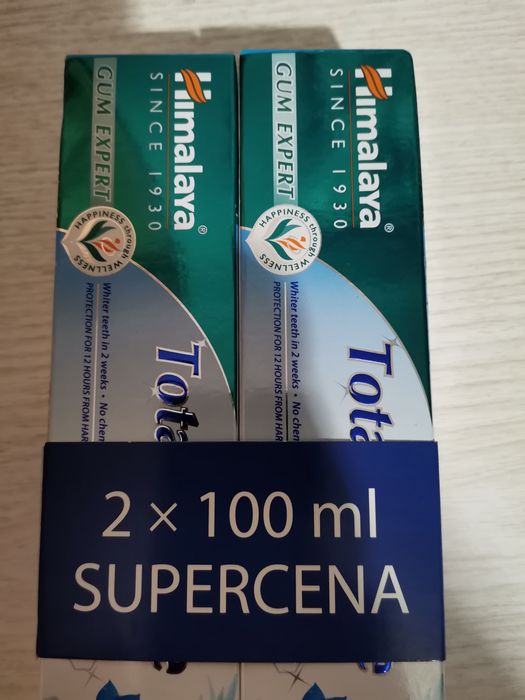 Himalaya®
SINCE 1930
GUM EXPERT
HAPPINESS through WELLNESS
Whiter teeth in 2 weeks • No
PROTECTION FOR 12 HOURS FROM
Himalaya®
SINCE 1930
GUM EXPERT
HAPPINESS through WELLNESS
Whiter teeth in 2 weeks • No
PROTECTION FOR 12 HOURS FROM
2 × 100 ml
SUPERCENA